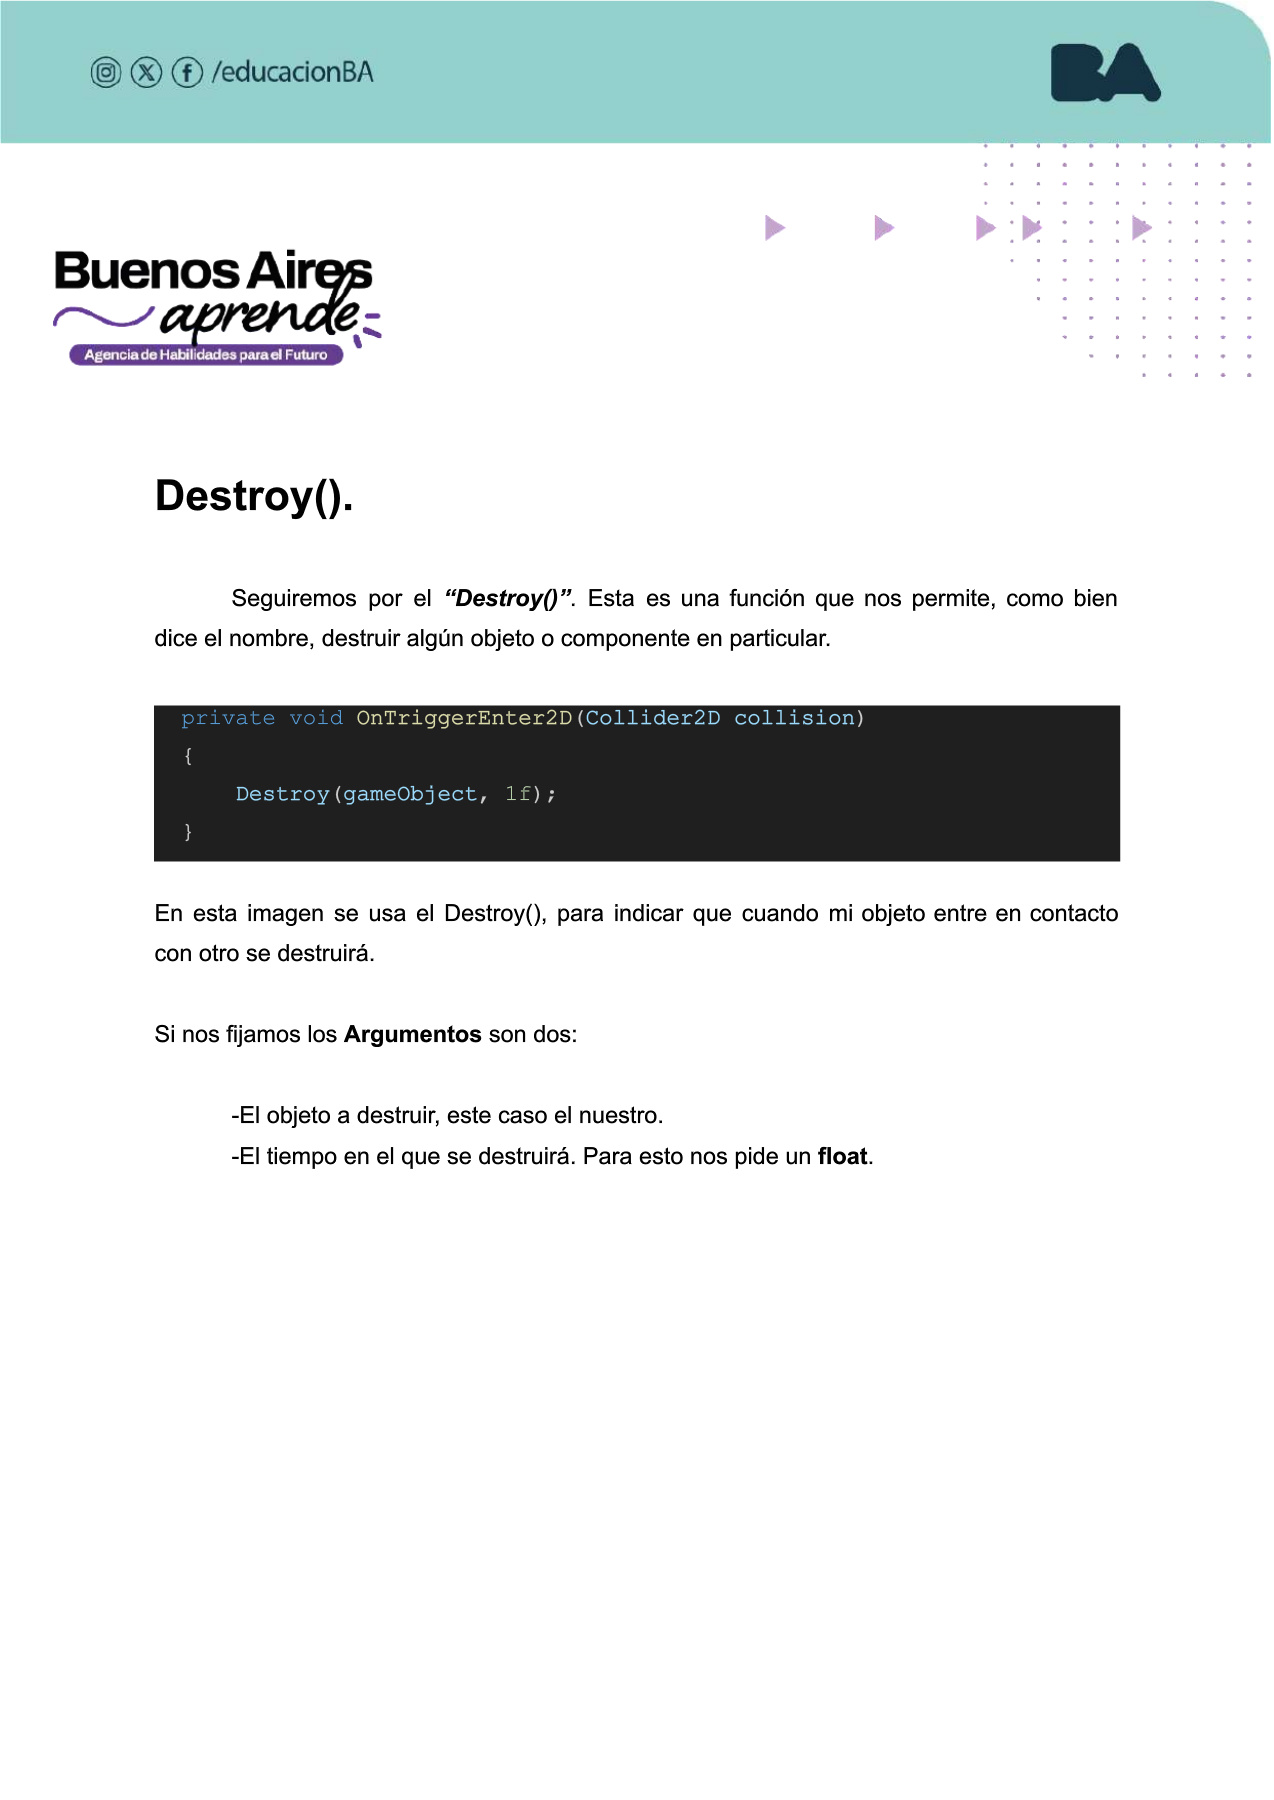 /educacionBA
BA
Buenos Aires
aprende
Agencia de Habilidades para el Futuro
Destroy().
Seguiremos por el “Destroy()”. Esta es una función que nos permite, como bien
dice el nombre, destruir algún objeto o componente en particular.
private void OnTriggerEnter2D(Collider2D collision)
{
Destroy(gameObject, 1f);
}
En esta imagen se usa el Destroy(), para indicar que cuando mi objeto entre en contacto
con otro se destruirá.
Si nos fijamos los Argumentos son dos:
-El objeto a destruir, este caso el nuestro.
-El tiempo en el que se destruirá. Para esto nos pide un float.